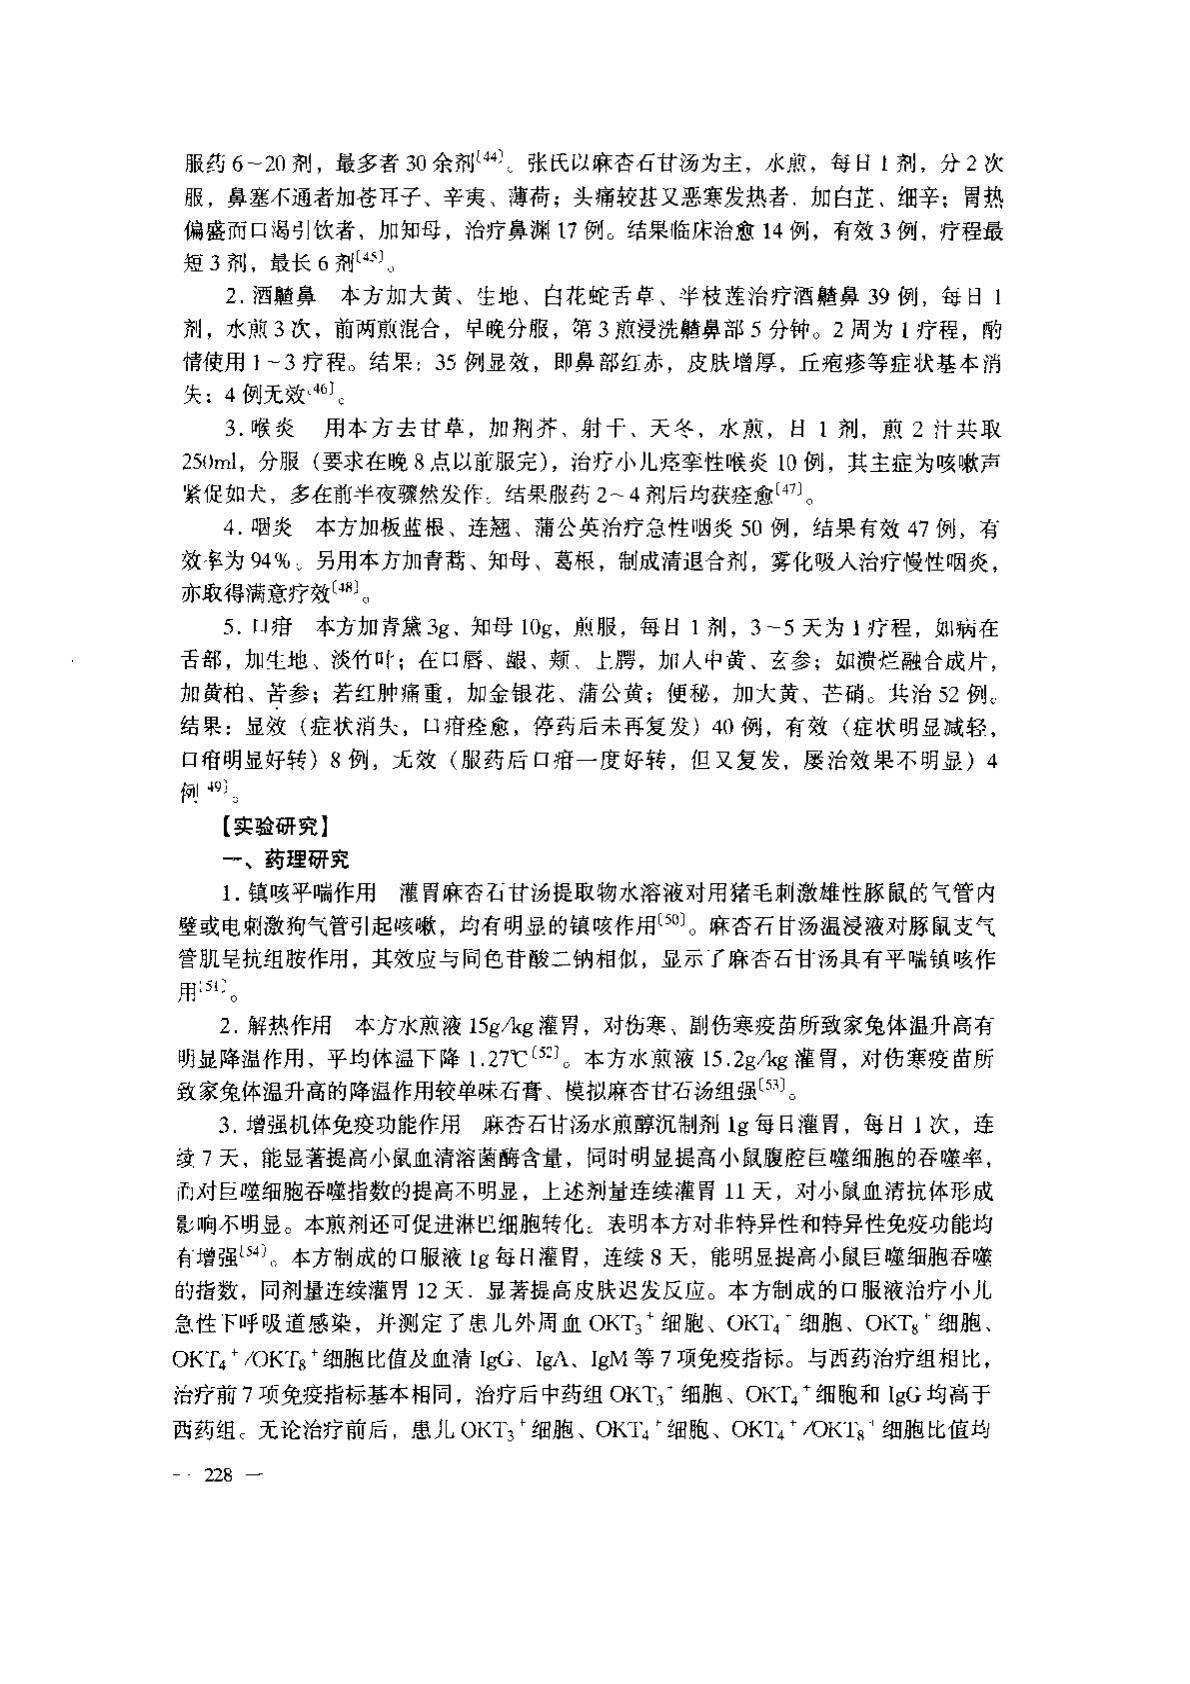 服药 6~20 剂，最多者 30 余剂〔44〕。张氏以麻杏石甘汤为主，水煎，每日 1 剂，分 2 次
服，鼻塞不通者加苍耳子、辛夷、薄荷；头痛较甚又恶寒发热者，加白芷、细辛；胃热
偏盛而口渴引饮者，加知母，治疗鼻渊 17 例。结果临床治愈 14 例，有效 3 例，疗程最
短 3 剂，最长 6 剂〔45〕。
2. 酒齄鼻　本方加大黄、生地、白花蛇舌草、半枝莲治疗酒齄鼻 39 例，每日 1
剂，水煎 3 次，前两煎混合，早晚分服，第 3 煎浸洗齄鼻部 5 分钟。2 周为 1 疗程，酌
情使用 1~3 疗程。结果：35 例显效，即鼻部红赤，皮肤增厚，丘疱疹等症状基本消
失；4 例无效〔46〕。
3. 喉炎　用本方去甘草，加荆芥、射干、天冬，水煎，日 1 剂，煎 2 汁共取
250ml，分服（要求在晚 8 点以前服完），治疗小儿痉挛性喉炎 10 例，其主症为咳嗽声
紧促如犬，多在前半夜骤然发作。结果服药 2~4 剂后均获痊愈〔47〕。
4. 咽炎　本方加板蓝根、连翘、蒲公英治疗急性咽炎 50 例，结果有效 47 例，有
效率为 94%。另用本方加青蒿、知母、葛根，制成清退合剂，雾化吸入治疗慢性咽炎，
亦取得满意疗效〔48〕。
5. 口疳　本方加青黛 3g、知母 10g，煎服，每日 1 剂，3~5 天为 1 疗程，如病在
舌部，加生地、淡竹叶；在口唇、龈、颊、上腭，加人中黄、玄参；如溃烂融合成片，
加黄柏、苦参；若红肿痛重，加金银花、蒲公黄；便秘，加大黄、芒硝。共治 52 例。
结果：显效（症状消失，口疳痊愈，停药后未再复发）40 例，有效（症状明显减轻，
口疳明显好转）8 例，无效（服药后口疳一度好转，但又复发，屡治效果不明显）4
例〔49〕。
【实验研究】
一、药理研究
1. 镇咳平喘作用　灌胃麻杏石甘汤提取物水溶液对用猪毛刺激雄性豚鼠的气管内
壁或电刺激狗气管引起咳嗽，均有明显的镇咳作用〔50〕。麻杏石甘汤温浸液对豚鼠支气
管肌呈抗组胺作用，其效应与同色苷酸二钠相似，显示了麻杏石甘汤具有平喘镇咳作
用〔51〕。
2. 解热作用　本方水煎液 15g/kg 灌胃，对伤寒、副伤寒疫苗所致家兔体温升高有
明显降温作用，平均体温下降 1.27℃〔52〕。本方水煎液 15.2g/kg 灌胃，对伤寒疫苗所
致家兔体温升高的降温作用较单味石膏、模拟麻杏甘石汤组强〔53〕。
3. 增强机体免疫功能作用　麻杏石甘汤水煎醇沉制剂 1g 每日灌胃，每日 1 次，连
续 7 天，能显著提高小鼠血清溶菌酶含量，同时明显提高小鼠腹腔巨噬细胞的吞噬率，
而对巨噬细胞吞噬指数的提高不明显，上述剂量连续灌胃 11 天，对小鼠血清抗体形成
影响不明显。本煎剂还可促进淋巴细胞转化。表明本方对非特异性和特异性免疫功能均
有增强〔54〕。本方制成的口服液 1g 每日灌胃，连续 8 天，能明显提高小鼠巨噬细胞吞噬
的指数，同剂量连续灌胃 12 天，显著提高皮肤迟发反应。本方制成的口服液治疗小儿
急性下呼吸道感染，并测定了患儿外周血 OKT₃⁺ 细胞、OKT₄⁺ 细胞、OKT₈⁺ 细胞、
OKT₄⁺/OKT₈⁺ 细胞比值及血清 IgG、IgA、IgM 等 7 项免疫指标。与西药治疗组相比，
治疗前 7 项免疫指标基本相同，治疗后中药组 OKT₃⁺ 细胞、OKT₄⁺ 细胞和 IgG 均高于
西药组。无论治疗前后，患儿 OKT₃⁺ 细胞、OKT₄⁺ 细胞、OKT₄⁺/OKT₈⁺ 细胞比值均
— 228 —